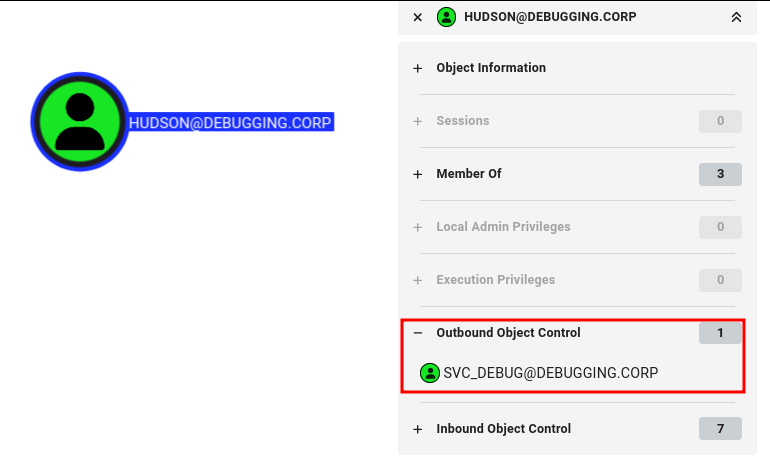 HUDSON@DEBUGGING.CORP
HUDSON@DEBUGGING.CORP
Object Information
Sessions 0
Member Of 3
Local Admin Privileges 0
Execution Privileges 0
Outbound Object Control 1
SVC_DEBUG@DEBUGGING.CORP
Inbound Object Control 7